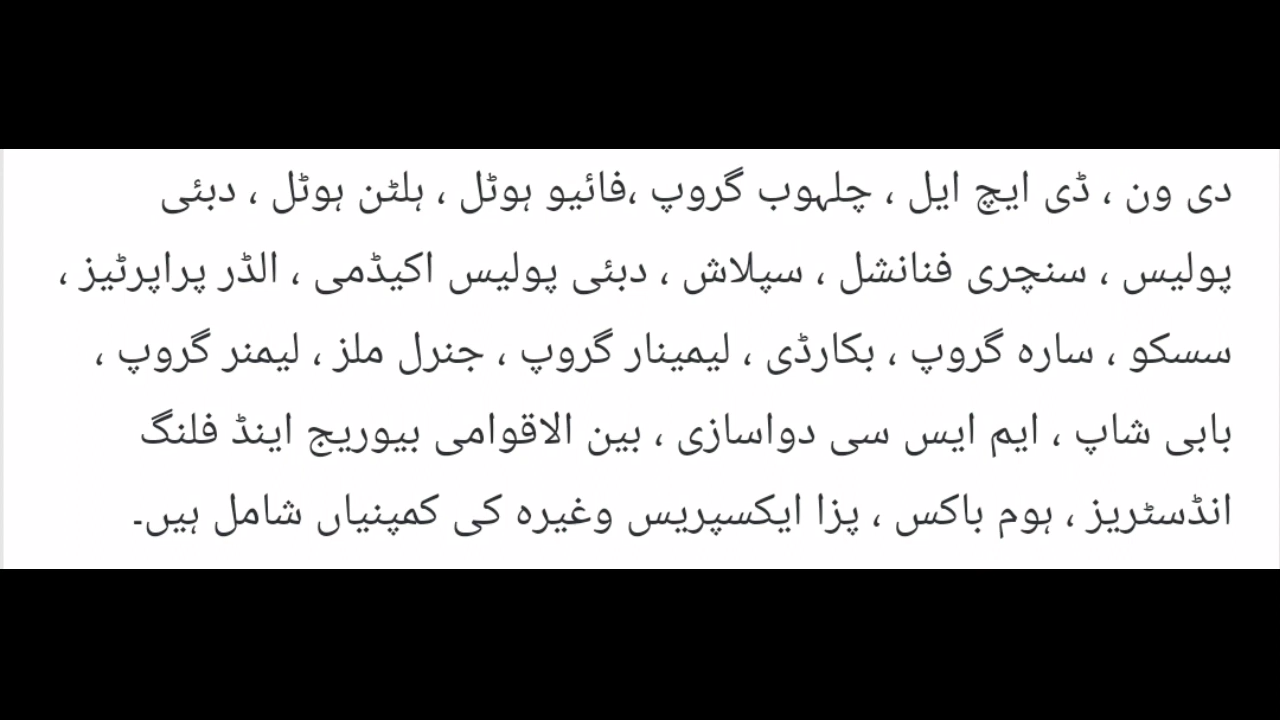 دی ون ، ڈی ایچ ایل ، چلہوب گروپ ،فائیو ہوٹل ، ہلٹن ہوٹل ، دبئی
پولیس ، سنچری فنانشل ، سپلاش ، دبئی پولیس اکیڈمی ، الڈر پراپرٹیز ،
سسکو ، سارہ گروپ ، بکارڈی ، لیمینار گروپ ، جنرل ملز ، لیمنر گروپ ،
بابی شاپ ، ایم ایس سی دواسازی ، بین الاقوامی بیوریج اینڈ فلنگ
انڈسٹریز ، ہوم باکس ، پزا ایکسپریس وغیرہ کی کمپنیاں شامل ہیں۔